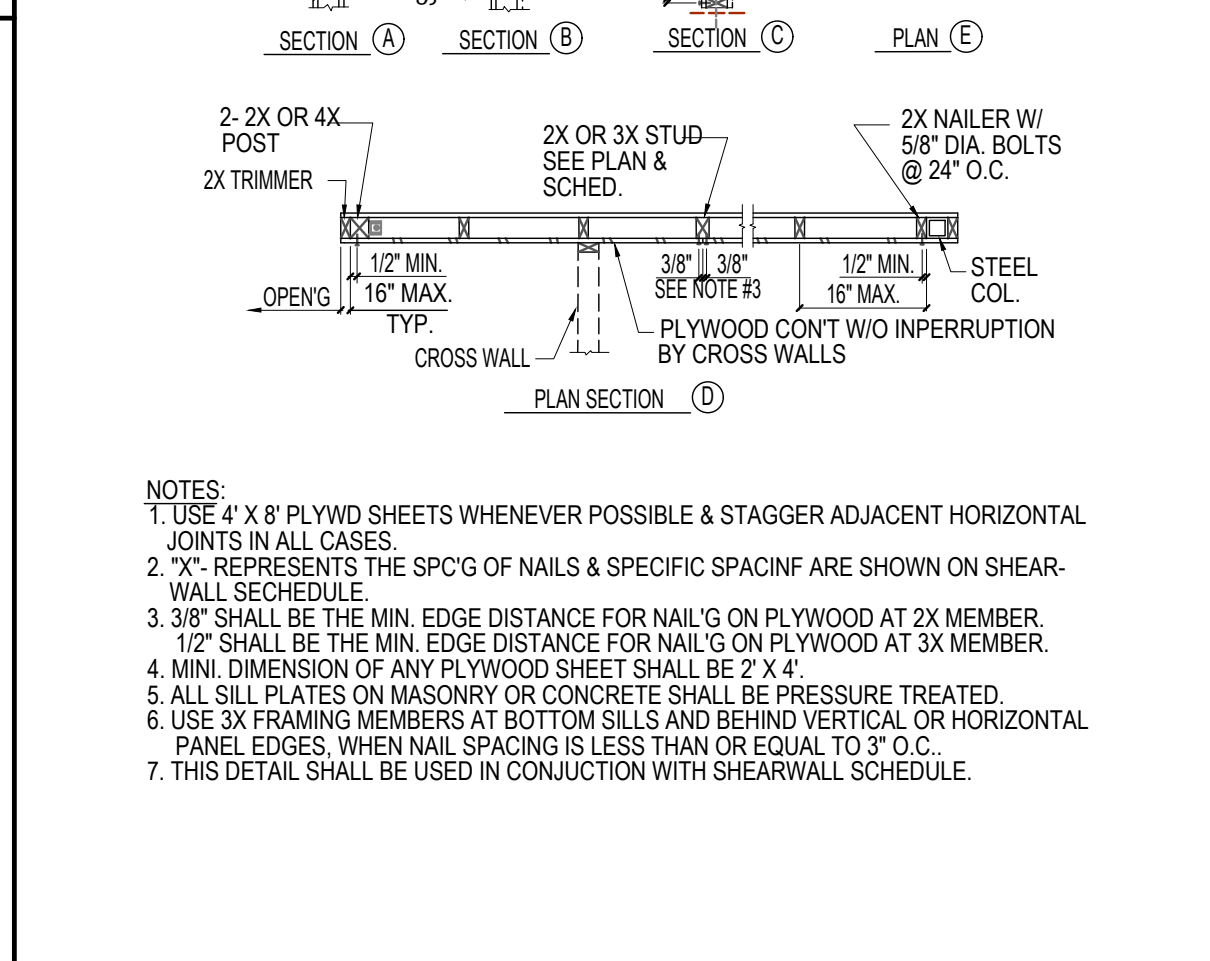 SECTION A
SECTION B
SECTION C
PLAN E
2- 2X OR 4X
POST
2X TRIMMER
2X OR 3X STUD
SEE PLAN &
SCHED.
2X NAILER W/
5/8" DIA. BOLTS
@ 24" O.C.
1/2" MIN.
16" MAX.
TYP.
OPEN'G
3/8" 3/8"
SEE NOTE #3
1/2" MIN.
16" MAX.
STEEL
COL.
CROSS WALL
PLYWOOD CON'T W/O INPERRUPTION
BY CROSS WALLS
PLAN SECTION D
NOTES:
1. USE 4' X 8' PLYWD SHEETS WHENEVER POSSIBLE & STAGGER ADJACENT HORIZONTAL
JOINTS IN ALL CASES.
2. "X"- REPRESENTS THE SPC'G OF NAILS & SPECIFIC SPACINF ARE SHOWN ON SHEAR-
WALL SECHEDULE.
3. 3/8" SHALL BE THE MIN. EDGE DISTANCE FOR NAIL'G ON PLYWOOD AT 2X MEMBER.
1/2" SHALL BE THE MIN. EDGE DISTANCE FOR NAIL'G ON PLYWOOD AT 3X MEMBER.
4. MINI. DIMENSION OF ANY PLYWOOD SHEET SHALL BE 2' X 4'.
5. ALL SILL PLATES ON MASONRY OR CONCRETE SHALL BE PRESSURE TREATED.
6. USE 3X FRAMING MEMBERS AT BOTTOM SILLS AND BEHIND VERTICAL OR HORIZONTAL
PANEL EDGES, WHEN NAIL SPACING IS LESS THAN OR EQUAL TO 3" O.C..
7. THIS DETAIL SHALL BE USED IN CONJUCTION WITH SHEARWALL SCHEDULE.